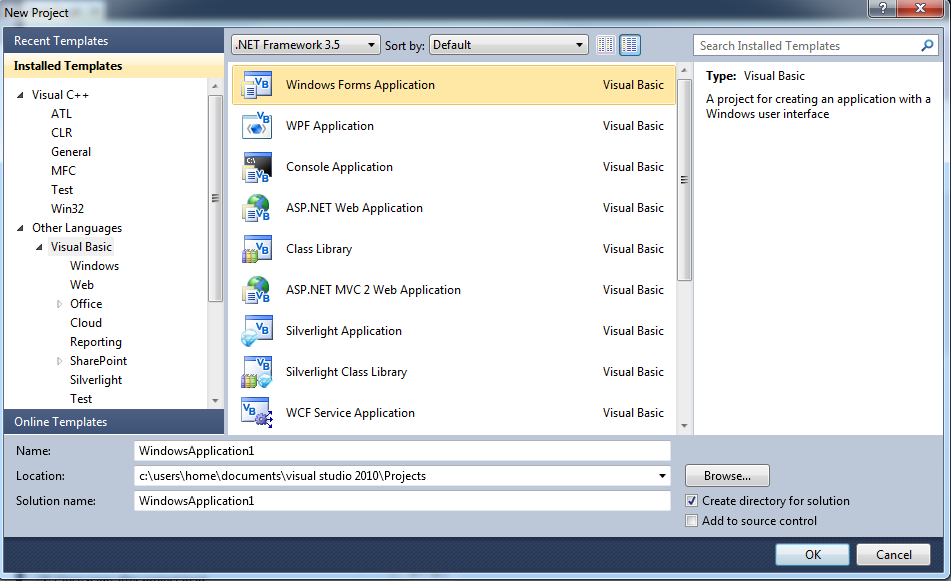 New Project
?
Recent Templates
Installed Templates
Visual C++
ATL
CLR
General
MFC
Test
Win32
Other Languages
Visual Basic
Windows
Web
Office
Cloud
Reporting
SharePoint
Silverlight
Test
Online Templates
.NET Framework 3.5 Sort by: Default
Windows Forms Application Visual Basic
WPF Application Visual Basic
Console Application Visual Basic
ASP.NET Web Application Visual Basic
Class Library Visual Basic
ASP.NET MVC 2 Web Application Visual Basic
Silverlight Application Visual Basic
Silverlight Class Library Visual Basic
WCF Service Application Visual Basic
Search Installed Templates
Type: Visual Basic
A project for creating an application with a
Windows user interface
Name: WindowsApplication1
Location: c:\users\home\documents\visual studio 2010\Projects Browse...
Solution name: WindowsApplication1
Create directory for solution
Add to source control
OK Cancel